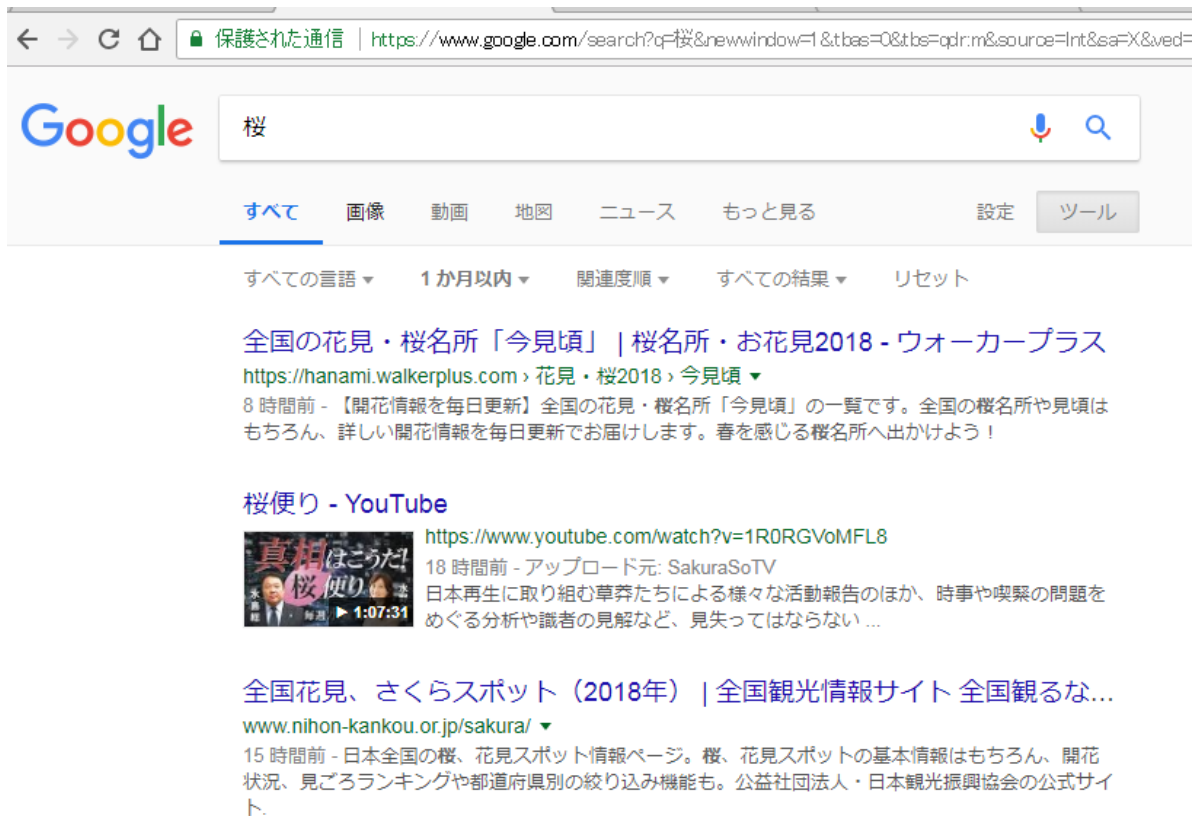 保護された通信 | https://www.google.com/search?q=桜&newwindow=1&tbas=0&tbs=qdr:m&source=lnt&sa=X&ved=
Google
桜
すべて 画像 動画 地図 ニュース もっと見る 設定 ツール
すべての言語 1 か月以内 関連度順 すべての結果 リセット
全国の花見・桜名所「今見頃」 | 桜名所・お花見2018 - ウォーカープラス
https://hanami.walkerplus.com › 花見・桜2018 › 今見頃
8 時間前 - 【開花情報を毎日更新】全国の花見・桜名所「今見頃」の一覧です。全国の桜名所や見頃は
もちろん、詳しい開花情報を毎日更新でお届けします。春を感じる桜名所へ出かけよう！
桜便り - YouTube
真相はこうだ!
桜便り
水島総
毎週
1:07:31
https://www.youtube.com/watch?v=1R0RGVoMFL8
18 時間前 - アップロード元: SakuraSoTV
日本再生に取り組む草莽たちによる様々な活動報告のほか、時事や喫緊の問題を
めぐる分析や識者の見解など、見失ってはならない ...
全国花見、さくらスポット（2018年） | 全国観光情報サイト 全国観るな...
www.nihon-kankou.or.jp/sakura/
15 時間前 - 日本全国の桜、花見スポット情報ページ。桜、花見スポットの基本情報はもちろん、開花
状況、見ごろランキングや都道府県別の絞り込み機能も。公益社団法人・日本観光振興協会の公式サイ
ト.